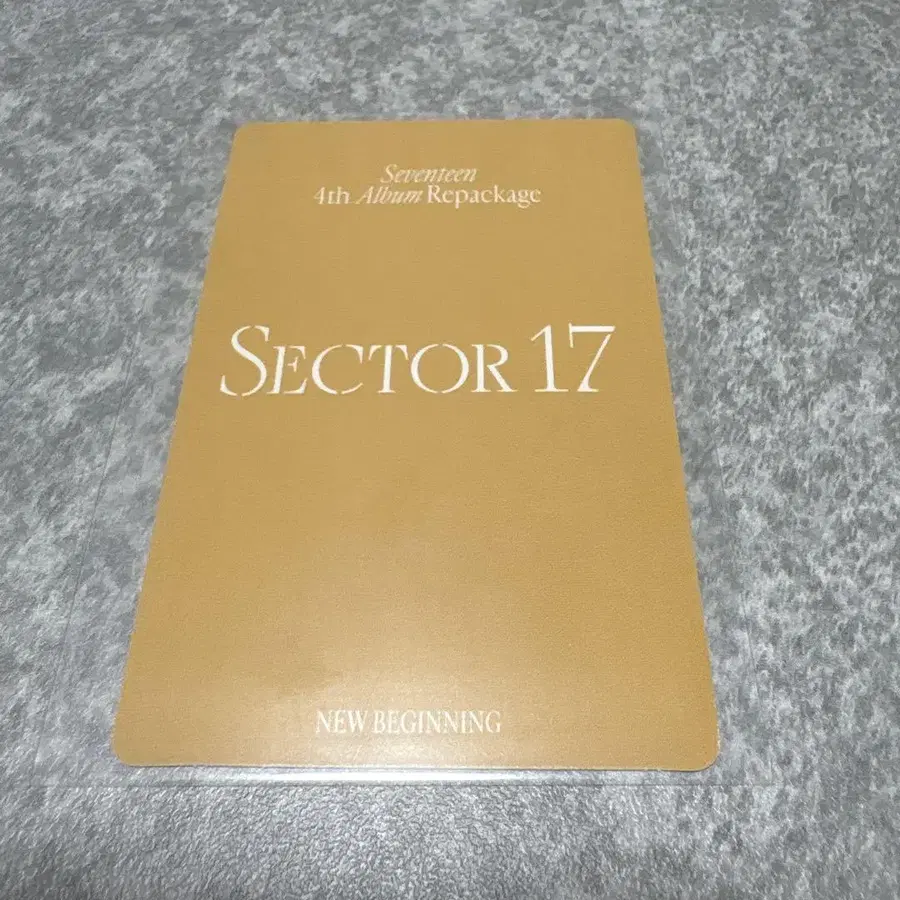 Seventeen
4th Album Repackage
SECTOR 17
NEW BEGINNING